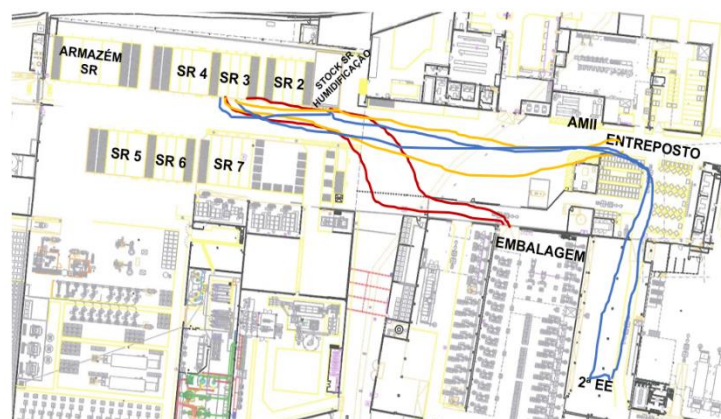 ARMAZÉM
SR
SR 4
SR 3
SR 2
STOCK SR
HUMIDIFICAÇÃO
AMII
ENTREPOSTO
SR 5
SR 6
SR 7
EMBALAGEM
2ª EE